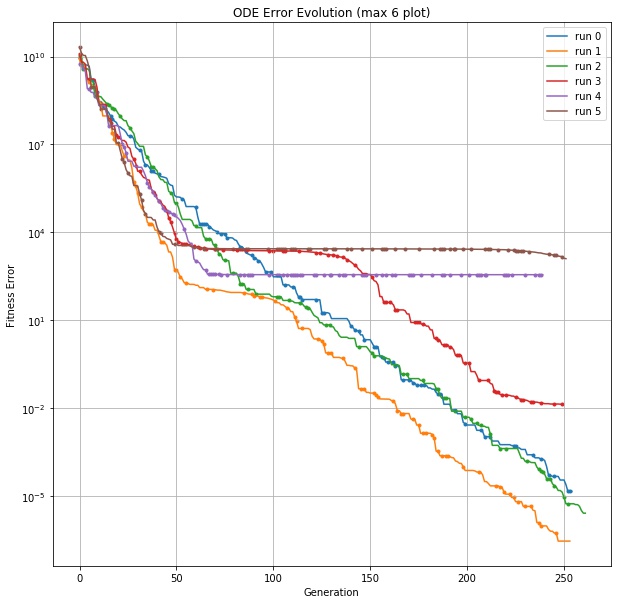 ODE Error Evolution (max 6 plot)
run 0
run 1
run 2
run 3
run 4
run 5
10^10
10^7
10^4
10^1
10^-2
10^-5
Fitness Error
0 50 100 150 200 250
Generation